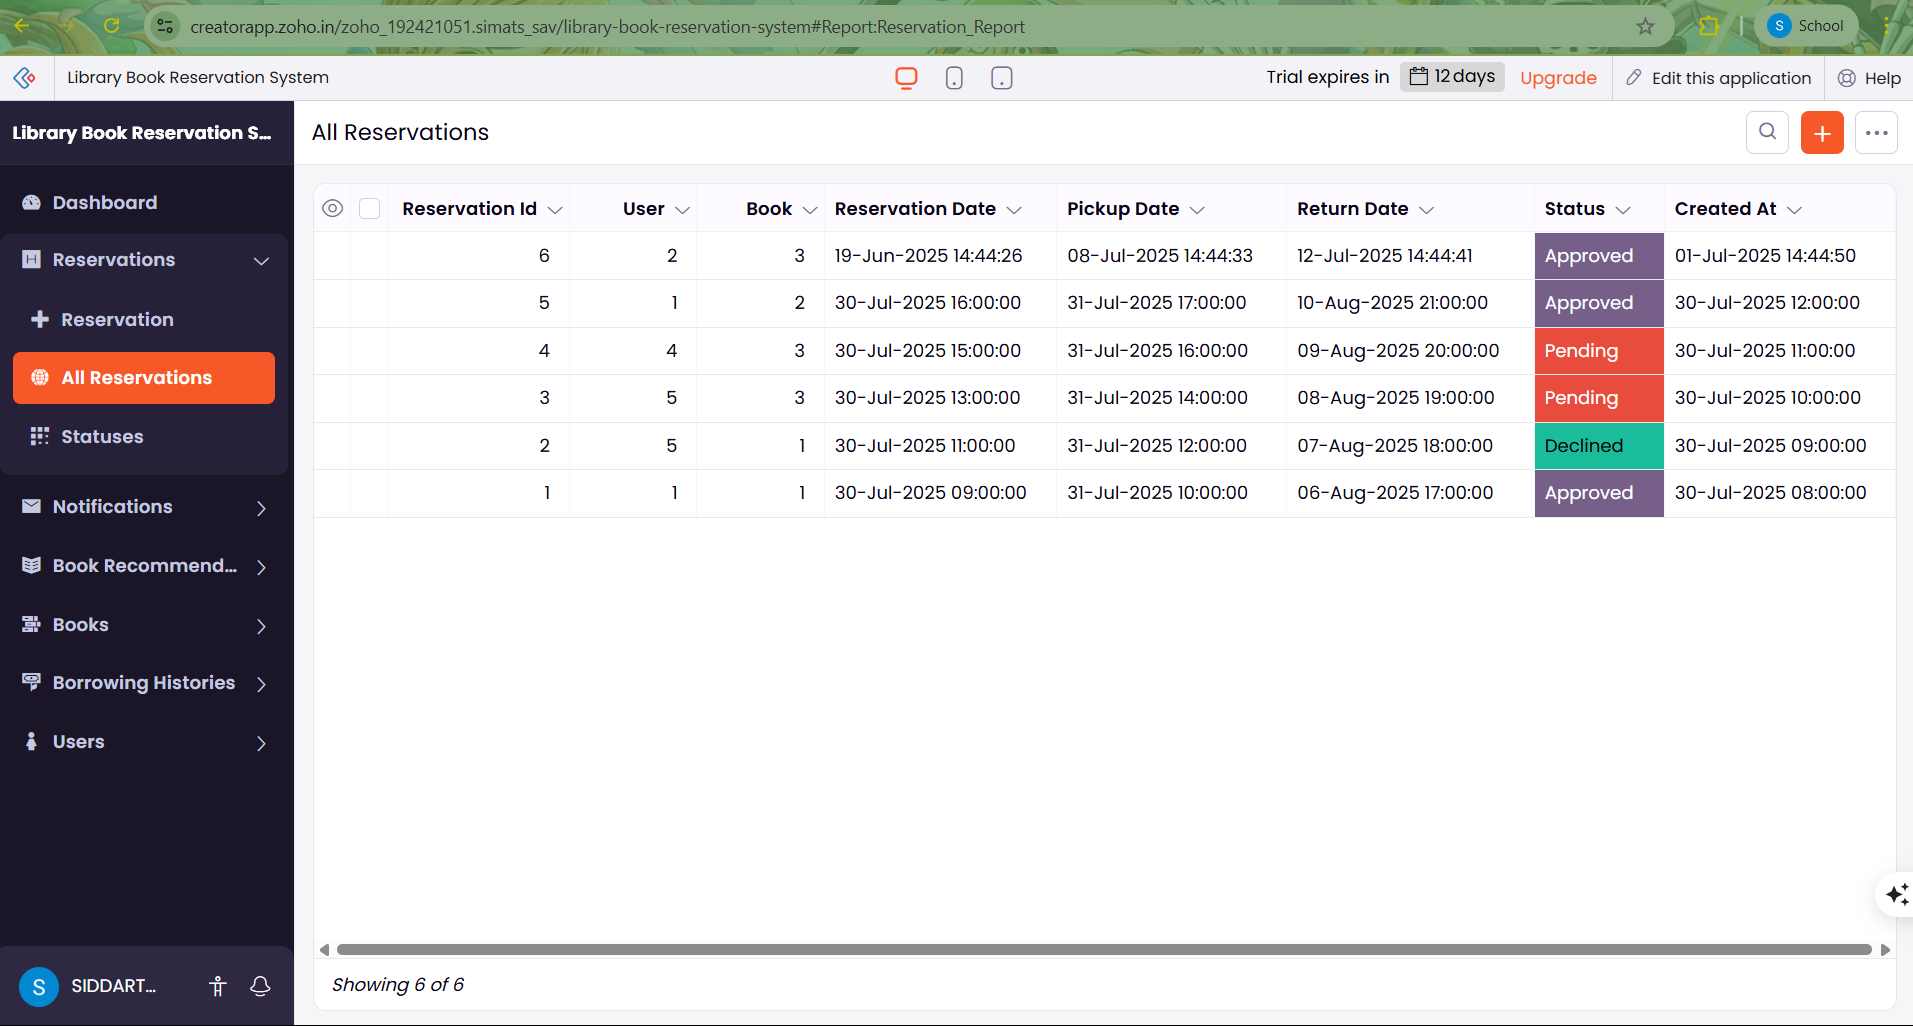 creatorapp.zoho.in/zoho_192421051.simats_sav/library-book-reservation-system#Report:Reservation_Report
S School
Library Book Reservation System
Trial expires in 12 days Upgrade Edit this application Help
Library Book Reservation S...
All Reservations
Dashboard
Reservations
Reservation
All Reservations
Statuses
Notifications
Book Recommend...
Books
Borrowing Histories
Users
S SIDDART...
Reservation Id User Book Reservation Date Pickup Date Return Date Status Created At
6 2 3 19-Jun-2025 14:44:26 08-Jul-2025 14:44:33 12-Jul-2025 14:44:41 Approved 01-Jul-2025 14:44:50
5 1 2 30-Jul-2025 16:00:00 31-Jul-2025 17:00:00 10-Aug-2025 21:00:00 Approved 30-Jul-2025 12:00:00
4 4 3 30-Jul-2025 15:00:00 31-Jul-2025 16:00:00 09-Aug-2025 20:00:00 Pending 30-Jul-2025 11:00:00
3 5 3 30-Jul-2025 13:00:00 31-Jul-2025 14:00:00 08-Aug-2025 19:00:00 Pending 30-Jul-2025 10:00:00
2 5 1 30-Jul-2025 11:00:00 31-Jul-2025 12:00:00 07-Aug-2025 18:00:00 Declined 30-Jul-2025 09:00:00
1 1 1 30-Jul-2025 09:00:00 31-Jul-2025 10:00:00 06-Aug-2025 17:00:00 Approved 30-Jul-2025 08:00:00
Showing 6 of 6